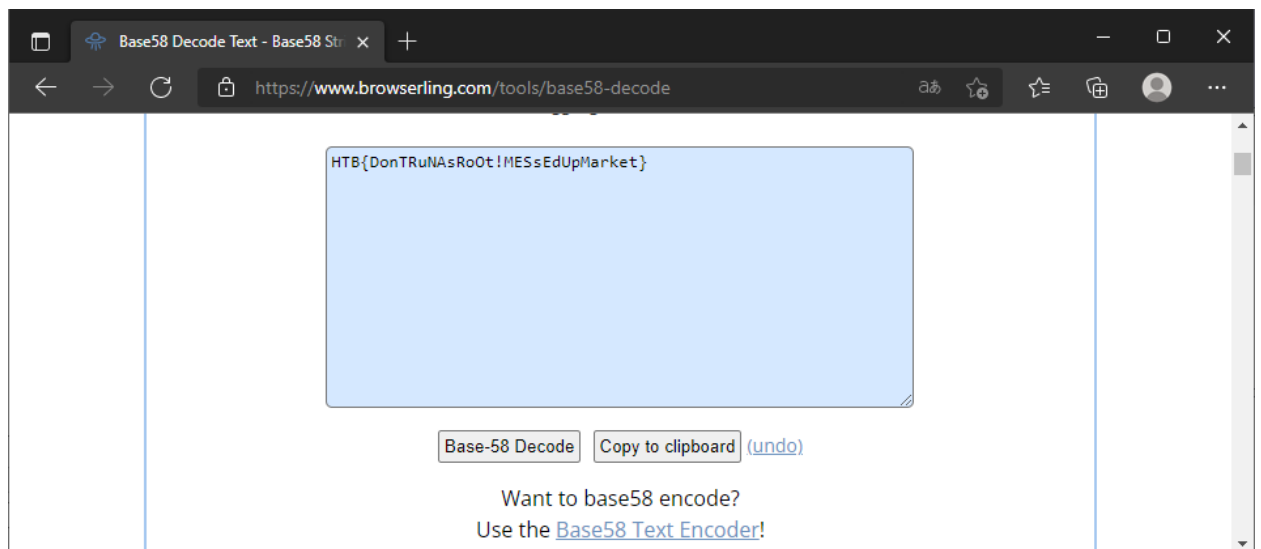 Base58 Decode Text - Base58 Str
https://www.browserling.com/tools/base58-decode
HTB{DonTRuNAsRoOt!MESsEdUpMarket}
Base-58 Decode Copy to clipboard (undo)
Want to base58 encode?
Use the Base58 Text Encoder!